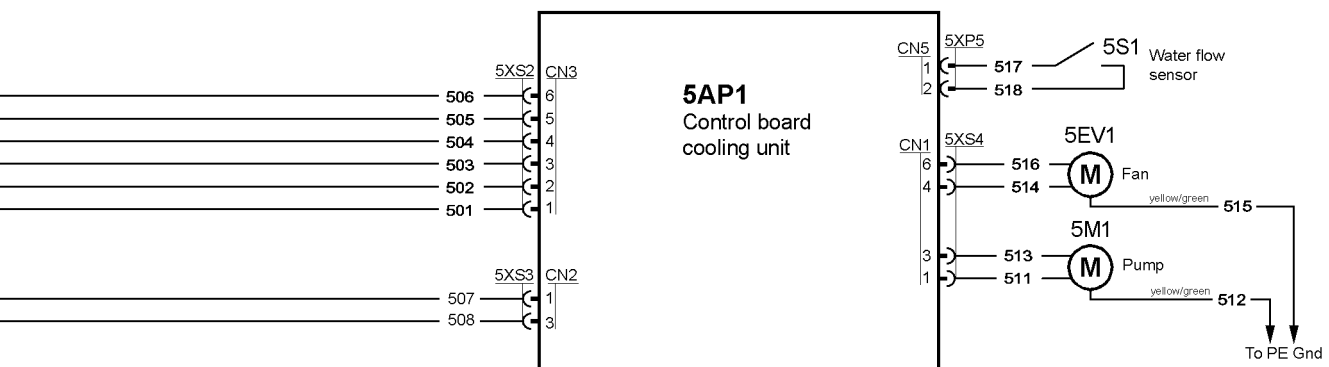 5XS2 CN3
506 6
505 5
504 4
503 3
502 2
501 1
5XS3 CN2
507 1
508 3
5AP1
Control board
cooling unit
CN5 5XP5
1 517
2 518
5S1
Water flow
sensor
CN1 5XS4
6 516
4 514
5EV1
M Fan
yellow/green 515
3 513
1 511
5M1
M Pump
yellow/green 512
To PE Gnd